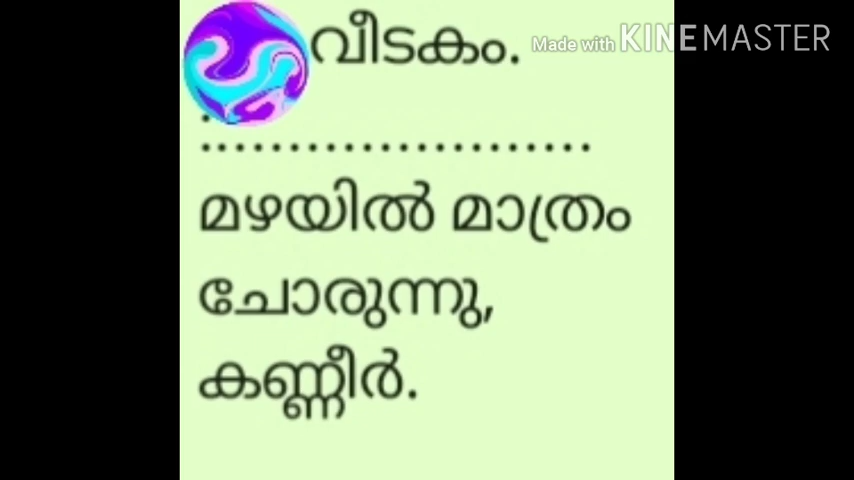 വീടകം.
Made with KINEMASTER
.......................
മഴയിൽ മാത്രം
ചോരുന്നു,
കണ്ണീർ.